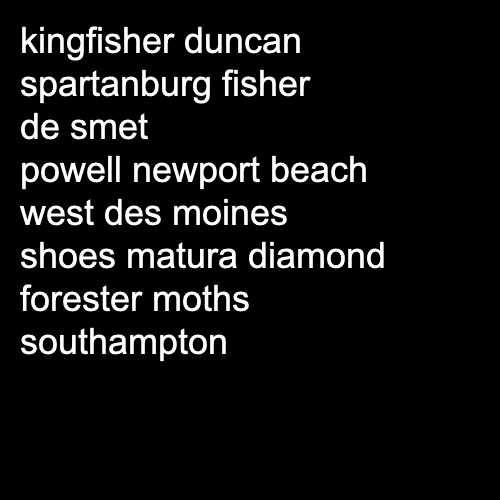 kingfisher duncan
spartanburg fisher
de smet
powell newport beach
west des moines
shoes matura diamond
forester moths
southampton